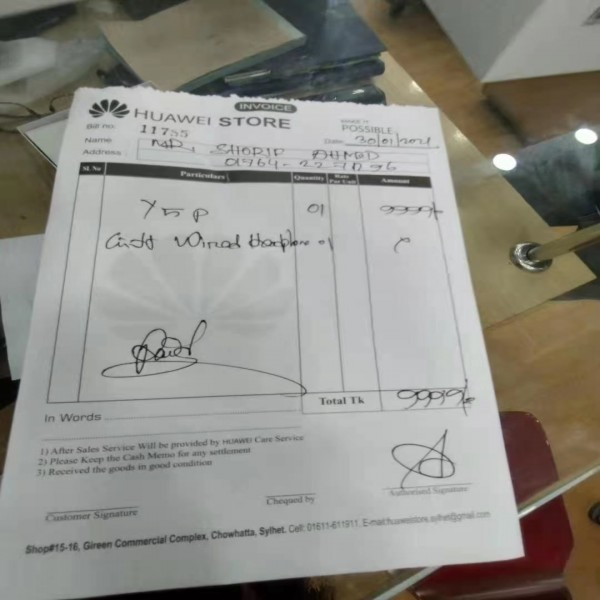 INVOICE
HUAWEI STORE
MAKE IT
POSSIBLE
Bill no: 11755
Date: 30/01/2021
Name MR. SHORIF AHMED
Address
Sl. No Particulars Quantity Rate Per Unit Amount
Y5P 01 9999/-
Wired Headphone 01
Total Tk 9999/-
In Words
1) After Sales Service Will be provided by HUAWEI Care Service
2) Please Keep the Cash Memo for any settlement
3) Received the goods in good condition
Customer Signature Chequed by Authorised Signature
Shop#15-16, Gireen Commercial Complex, Chowhatta, Sylhet. Cell: 01611-611911, E-mail:huaweistore.sylhet@gmail.com